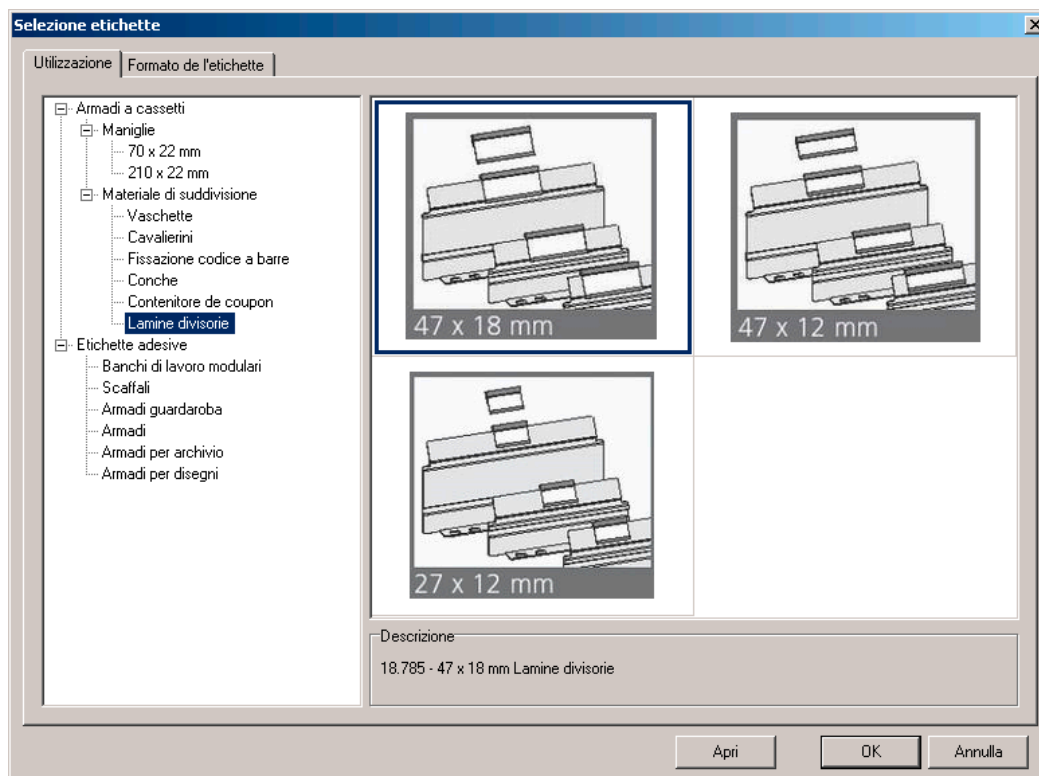 Selezione etichette
Utilizzazione
Formato de l'etichette
Armadi a cassetti
Maniglie
70 x 22 mm
210 x 22 mm
Materiale di suddivisione
Vaschette
Cavalierini
Fissazione codice a barre
Conche
Contenitore de coupon
Lamine divisorie
Etichette adesive
Banchi di lavoro modulari
Scaffali
Armadi guardaroba
Armadi
Armadi per archivio
Armadi per disegni
47 x 18 mm
47 x 12 mm
27 x 12 mm
Descrizione
18.785 - 47 x 18 mm Lamine divisorie
Apri
OK
Annulla